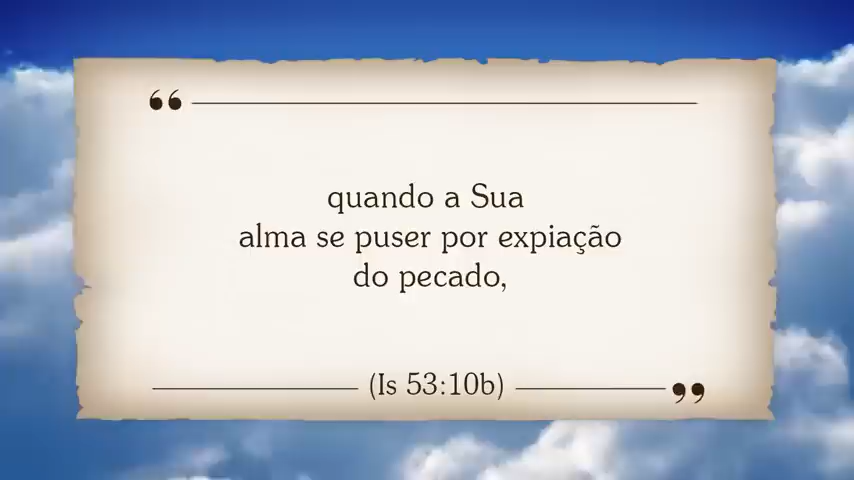 quando a Sua
alma se puser por expiação
do pecado,
(Is 53:10b)